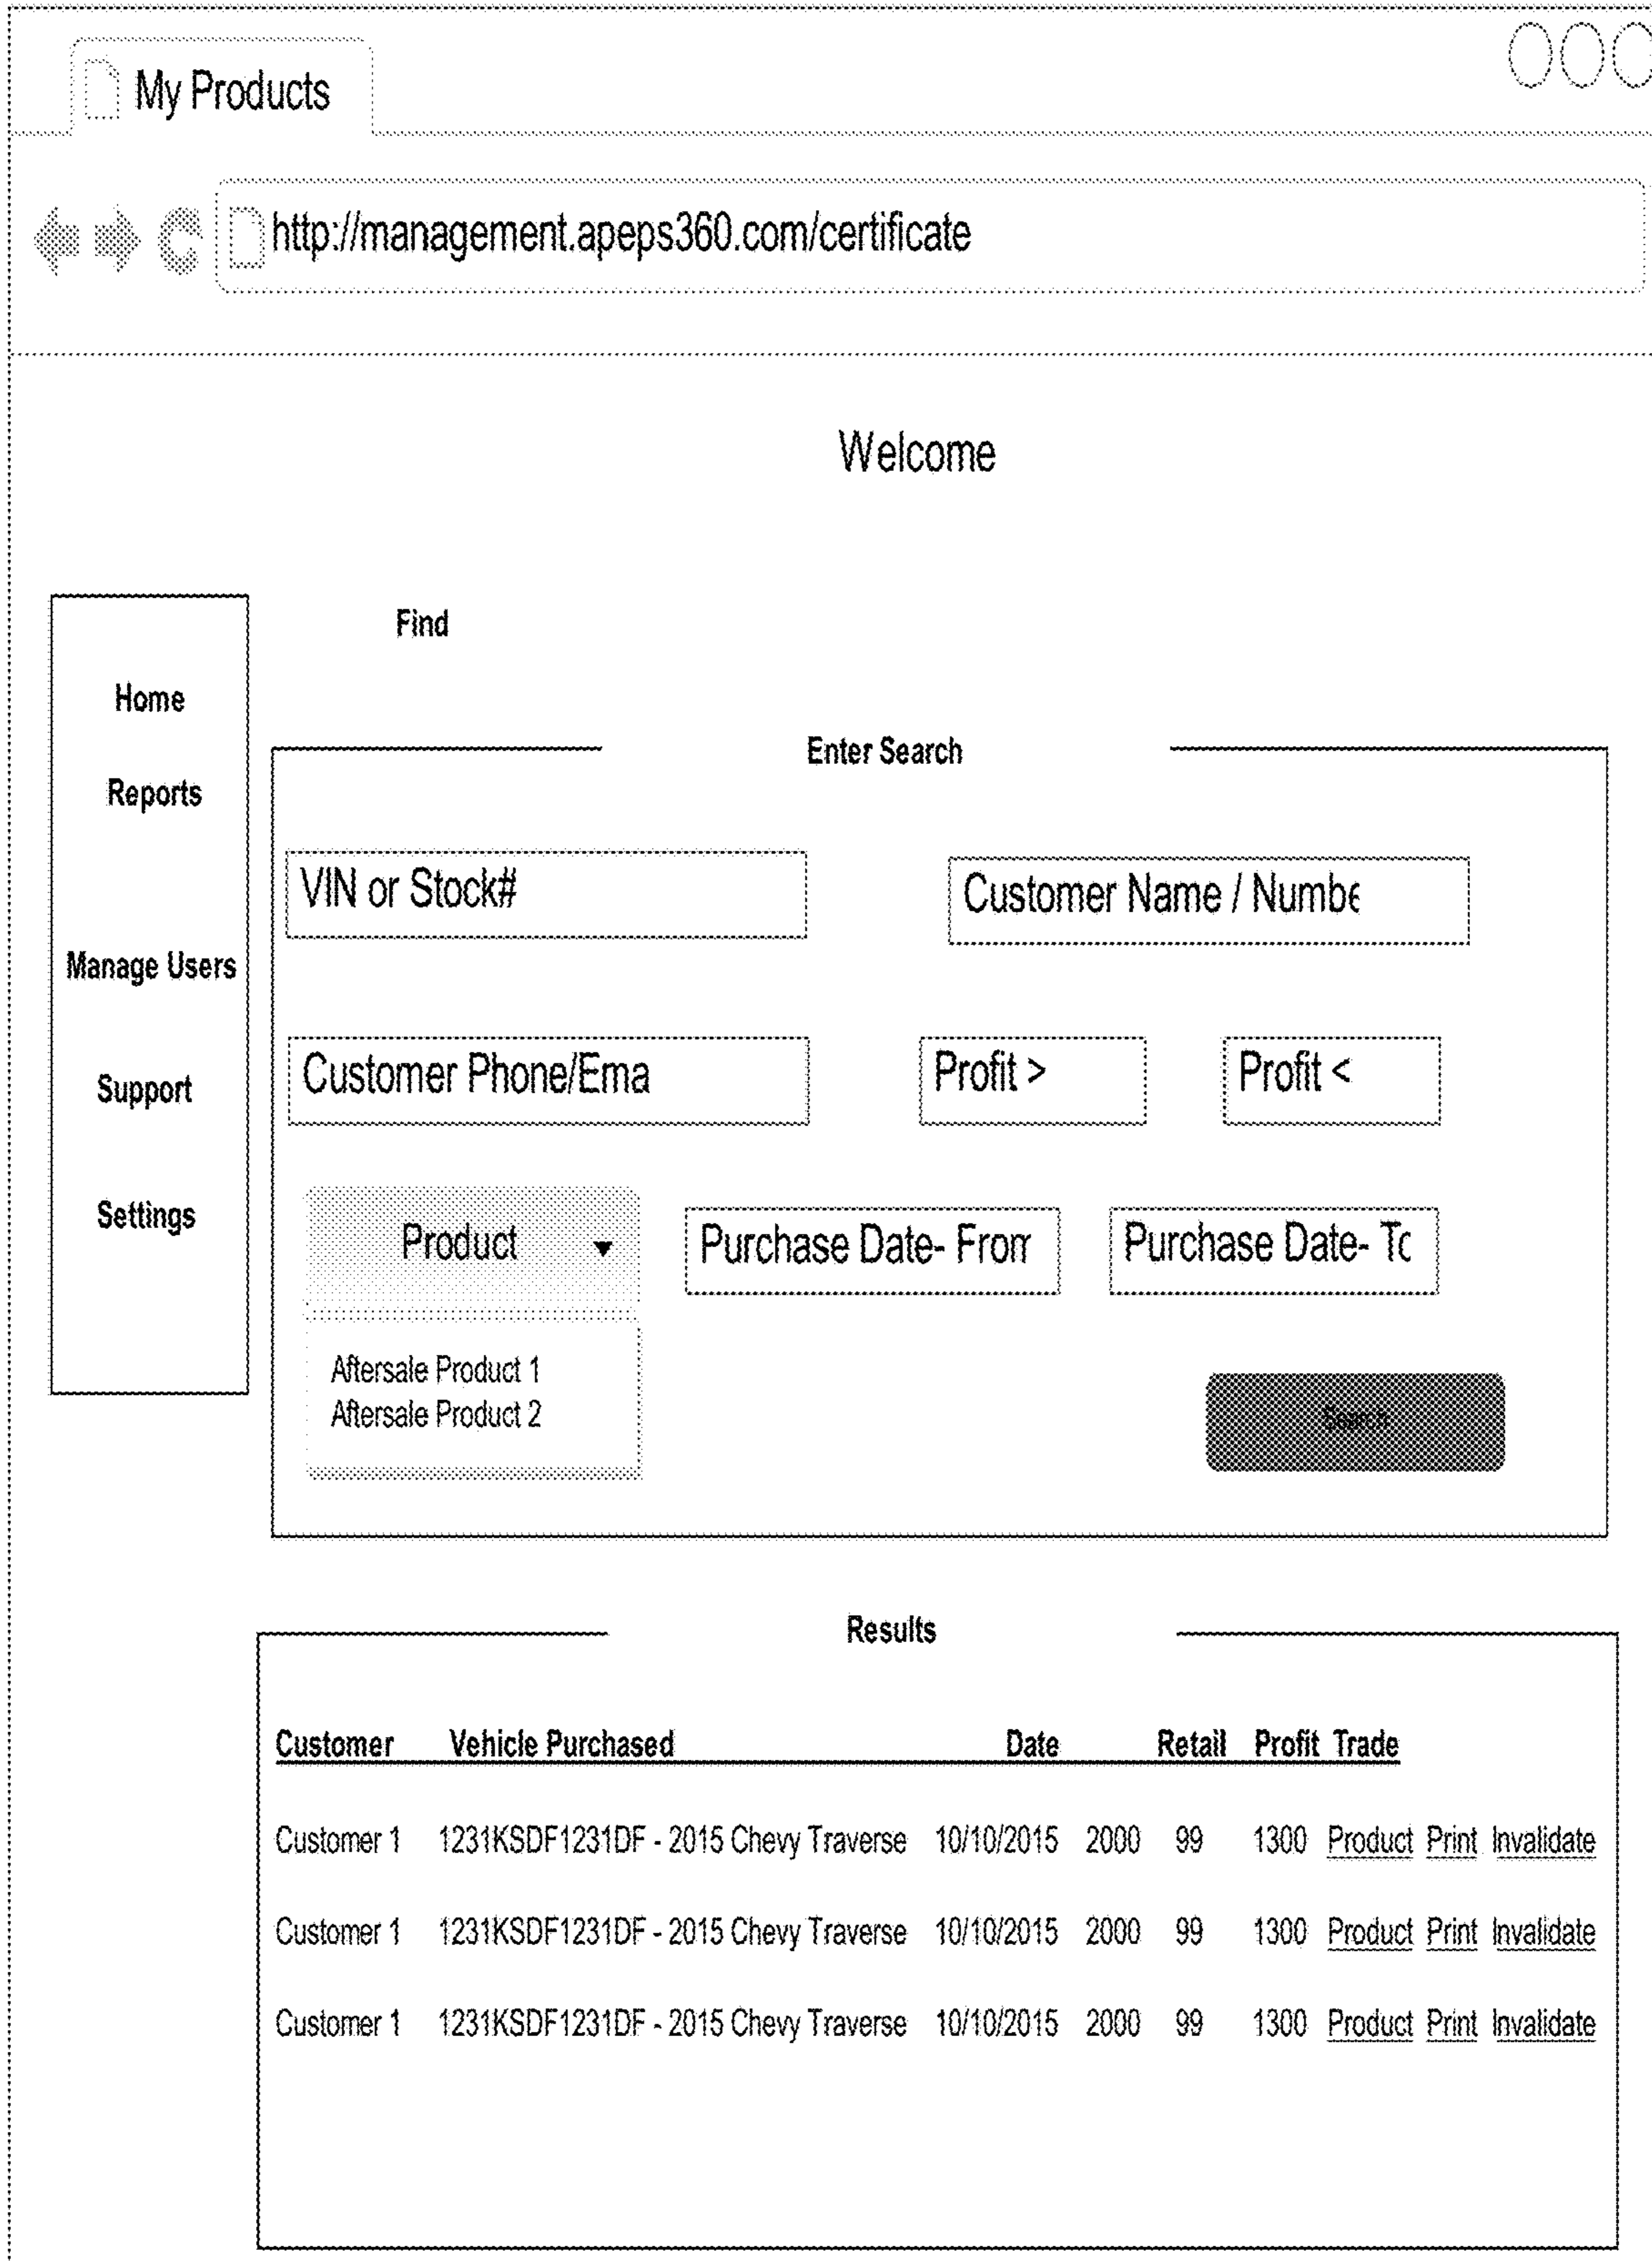 My Products
http://management.apeps360.com/certificate
Welcome
Find
Home
Reports
Manage Users
Support
Settings
Enter Search
VIN or Stock#
Customer Name / Numbe
Customer Phone/Ema
Profit >
Profit <
Product
Purchase Date- From
Purchase Date- To
Aftersale Product 1
Aftersale Product 2
Search
Results
Customer Vehicle Purchased Date Retail Profit Trade
Customer 1 1231KSDF1231DF - 2015 Chevy Traverse 10/10/2015 2000 99 1300 Product Print Invalidate
Customer 1 1231KSDF1231DF - 2015 Chevy Traverse 10/10/2015 2000 99 1300 Product Print Invalidate
Customer 1 1231KSDF1231DF - 2015 Chevy Traverse 10/10/2015 2000 99 1300 Product Print Invalidate